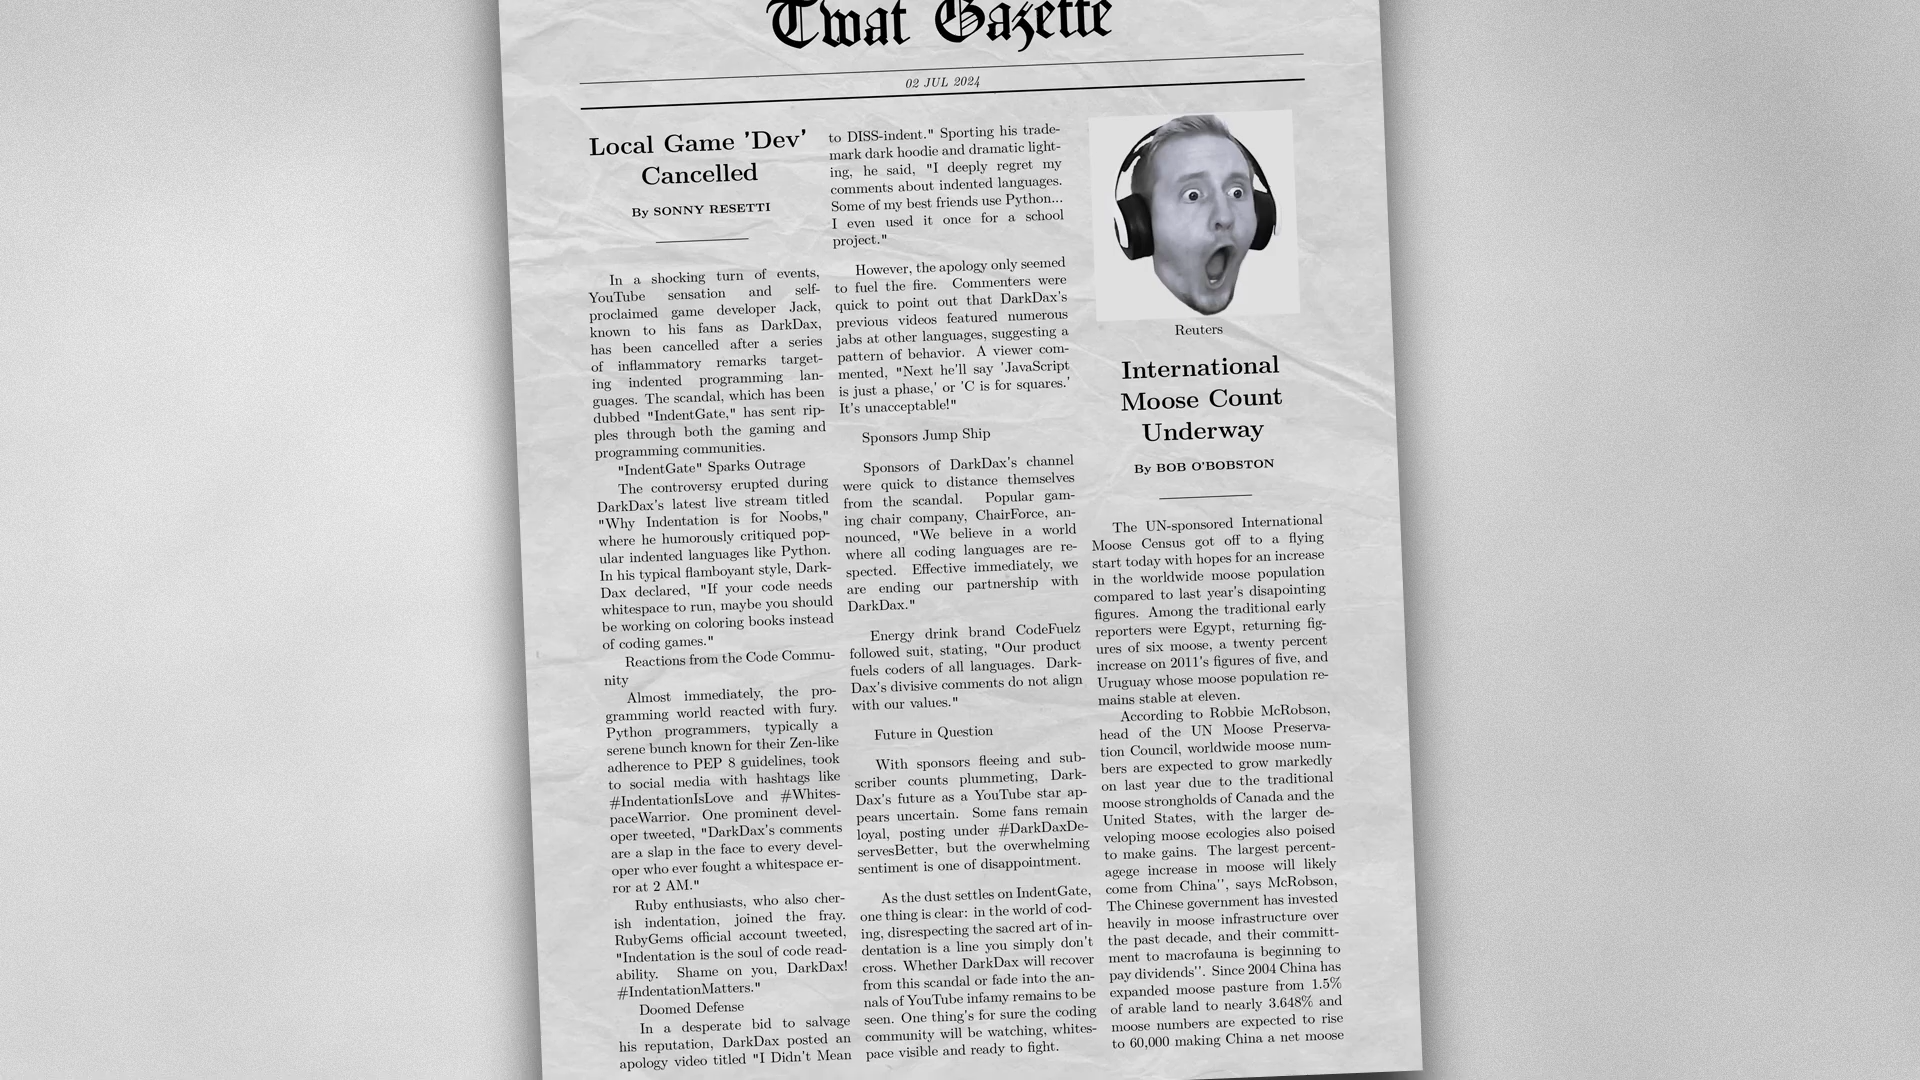 Twat Gazette
02 JUL 2024
Local Game 'Dev'
Cancelled
By SONNY RESETTI
In a shocking turn of events,
YouTube sensation and self-
proclaimed game developer Jack,
known to his fans as DarkDax,
has been cancelled after a series
of inflammatory remarks target-
ing indented programming lan-
guages. The scandal, which has been
dubbed "IndentGate," has sent rip-
ples through both the gaming and
programming communities.
"IndentGate" Sparks Outrage
The controversy erupted during
DarkDax's latest live stream titled
"Why Indentation is for Noobs,"
where he humorously critiqued pop-
ular indented languages like Python.
In his typical flamboyant style, Dark-
Dax declared, "If your code needs
whitespace to run, maybe you should
be working on coloring books instead
of coding games."
Reactions from the Code Commu-
nity
Almost immediately, the pro-
gramming world reacted with fury.
Python programmers, typically a
serene bunch known for their Zen-like
adherence to PEP 8 guidelines, took
to social media with hashtags like
#IndentationIsLove and #Whites-
paceWarrior. One prominent devel-
oper tweeted, "DarkDax's comments
are a slap in the face to every devel-
oper who ever fought a whitespace er-
ror at 2 AM."
Ruby enthusiasts, who also cher-
ish indentation, joined the fray.
RubyGems official account tweeted,
"Indentation is the soul of code read-
ability. Shame on you, DarkDax!
#IndentationMatters."
Doomed Defense
In a desperate bid to salvage
his reputation, DarkDax posted an
apology video titled "I Didn't Mean
to DISS-indent." Sporting his trade-
mark dark hoodie and dramatic light-
ing, he said, "I deeply regret my
comments about indented languages.
Some of my best friends use Python...
I even used it once for a school
project."
However, the apology only seemed
to fuel the fire. Commenters were
quick to point out that DarkDax's
previous videos featured numerous
jabs at other languages, suggesting a
pattern of behavior. A viewer com-
mented, "Next he'll say 'JavaScript
is just a phase,' or 'C is for squares.'
It's unacceptable!"
Sponsors Jump Ship
Sponsors of DarkDax's channel
were quick to distance themselves
from the scandal. Popular gam-
ing chair company, ChairForce, an-
nounced, "We believe in a world
where all coding languages are re-
spected. Effective immediately, we
are ending our partnership with
DarkDax."
Energy drink brand CodeFuelz
followed suit, stating, "Our product
fuels coders of all languages. Dark-
Dax's divisive comments do not align
with our values."
Future in Question
With sponsors fleeing and sub-
scriber counts plummeting, Dark-
Dax's future as a YouTube star ap-
pears uncertain. Some fans remain
loyal, posting under #DarkDaxDe-
servesBetter, but the overwhelming
sentiment is one of disappointment.
As the dust settles on IndentGate,
one thing is clear: in the world of cod-
ing, disrespecting the sacred art of in-
dentation is a line you simply don't
cross. Whether DarkDax will recover
from this scandal or fade into the an-
nals of YouTube infamy remains to be
seen. One thing's for sure the coding
community will be watching, whites-
pace visible and ready to fight.
Reuters
International
Moose Count
Underway
By BOB O'BOBSTON
The UN-sponsored International
Moose Census got off to a flying
start today with hopes for an increase
in the worldwide moose population
compared to last year's disapointing
figures. Among the traditional early
reporters were Egypt, returning fig-
ures of six moose, a twenty percent
increase on 2011's figures of five, and
Uruguay whose moose population re-
mains stable at eleven.
According to Robbie McRobson,
head of the UN Moose Preserva-
tion Council, worldwide moose num-
bers are expected to grow markedly
on last year due to the traditional
moose strongholds of Canada and the
United States, with the larger de-
veloping moose ecologies also poised
to make gains. The largest percent-
agege increase in moose will likely
come from China'', says McRobson,
The Chinese government has invested
heavily in moose infrastructure over
the past decade, and their committ-
ment to macrofauna is beginning to
pay dividends''. Since 2004 China has
expanded moose pasture from 1.5%
of arable land to nearly 3.648% and
moose numbers are expected to rise
to 60,000 making China a net moose